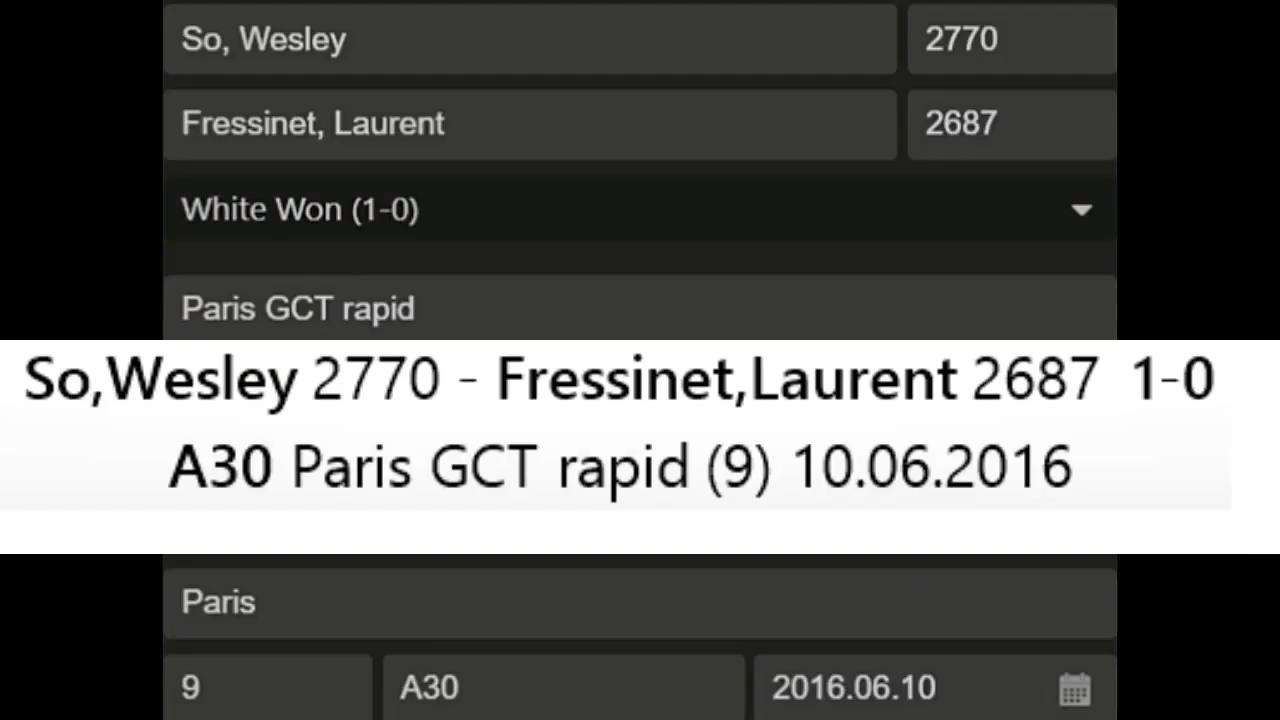 So, Wesley 2770
Fressinet, Laurent 2687
White Won (1-0)
Paris GCT rapid
So,Wesley 2770 - Fressinet,Laurent 2687 1-0
A30 Paris GCT rapid (9) 10.06.2016
Paris
9 A30 2016.06.10